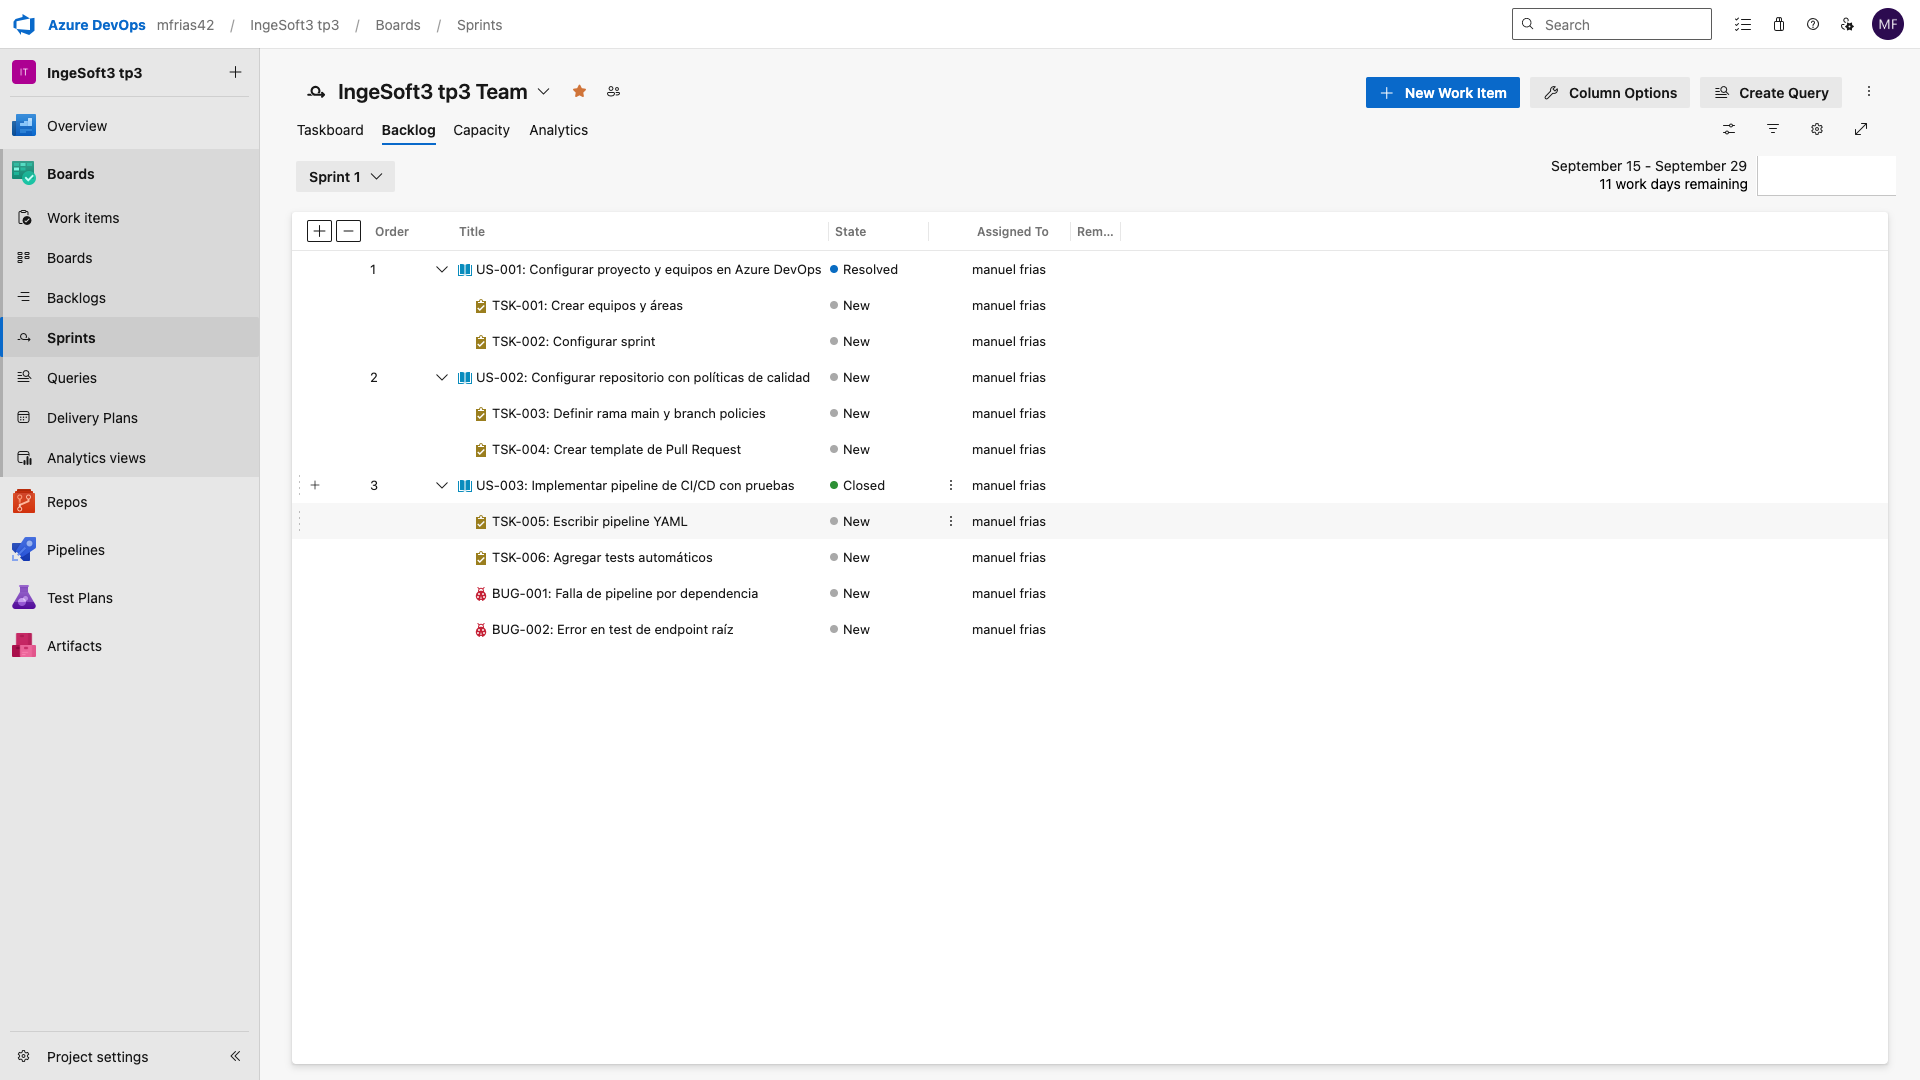 Azure DevOps mfrias42 / IngeSoft3 tp3 / Boards / Sprints
Search
MF
IT IngeSoft3 tp3
Overview
Boards
Work items
Boards
Backlogs
Sprints
Queries
Delivery Plans
Analytics views
Repos
Pipelines
Test Plans
Artifacts
Project settings
IngeSoft3 tp3 Team
New Work Item
Column Options
Create Query
Taskboard Backlog Capacity Analytics
Sprint 1
September 15 - September 29
11 work days remaining
Order Title State Assigned To Rem...
1 US-001: Configurar proyecto y equipos en Azure DevOps Resolved manuel frias
TSK-001: Crear equipos y áreas New manuel frias
TSK-002: Configurar sprint New manuel frias
2 US-002: Configurar repositorio con políticas de calidad New manuel frias
TSK-003: Definir rama main y branch policies New manuel frias
TSK-004: Crear template de Pull Request New manuel frias
3 US-003: Implementar pipeline de CI/CD con pruebas Closed manuel frias
TSK-005: Escribir pipeline YAML New manuel frias
TSK-006: Agregar tests automáticos New manuel frias
BUG-001: Falla de pipeline por dependencia New manuel frias
BUG-002: Error en test de endpoint raíz New manuel frias